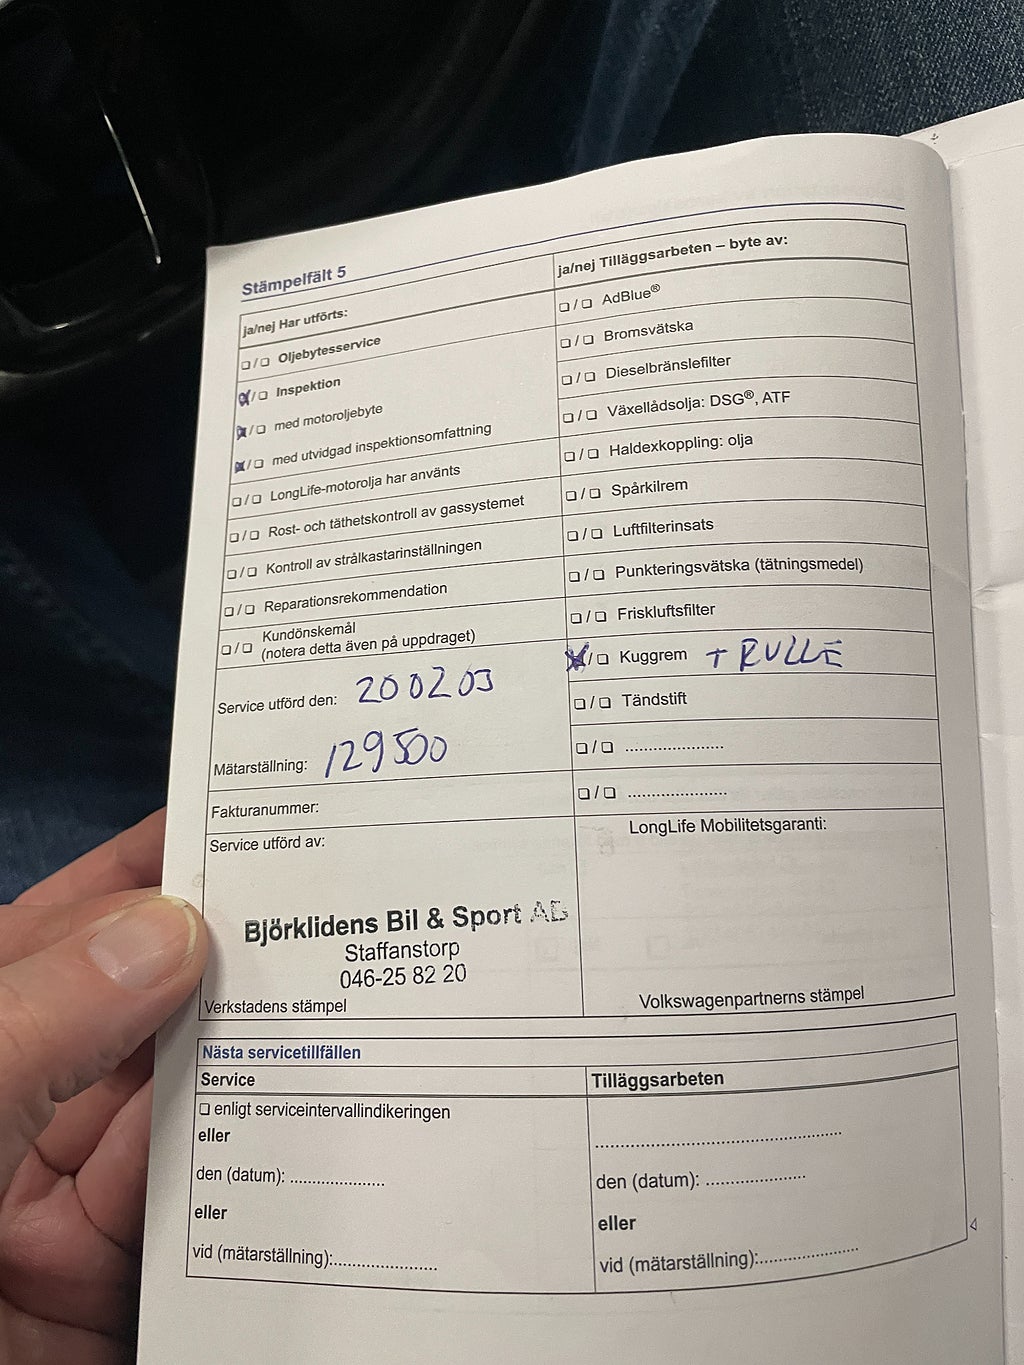 Stämpelfält 5
ja/nej Har utförts:
❏/❏ Oljebytesservice
☒/❏ Inspektion
☒/❏ med motoroljebyte
☒/❏ med utvidgad inspektionsomfattning
❏/❏ LongLife-motorolja har använts
❏/❏ Rost- och täthetskontroll av gassystemet
❏/❏ Kontroll av strålkastarinställningen
❏/❏ Reparationsrekommendation
❏/❏ Kundönskemål
(notera detta även på uppdraget)
Service utförd den: 200203
Mätarställning: 129500
Fakturanummer:
Service utförd av:
Björklidens Bil & Sport AB
Staffanstorp
046-25 82 20
Verkstadens stämpel
ja/nej Tilläggsarbeten – byte av:
❏/❏ AdBlue®
❏/❏ Bromsvätska
❏/❏ Dieselbränslefilter
❏/❏ Växellådsolja: DSG®, ATF
❏/❏ Haldexkoppling: olja
❏/❏ Spårkilrem
❏/❏ Luftfilterinsats
❏/❏ Punkteringsvätska (tätningsmedel)
❏/❏ Friskluftsfilter
☒/❏ Kuggrem + RULLE
❏/❏ Tändstift
❏/❏ ......................
❏/❏ ......................
LongLife Mobilitetsgaranti:
Volkswagenpartnerns stämpel
Nästa servicetillfällen
Service
❏ enligt serviceintervallindikeringen
eller
den (datum): .....................
eller
vid (mätarställning):.......................
Tilläggsarbeten
.....................................................
den (datum): ......................
eller
vid (mätarställning):......................